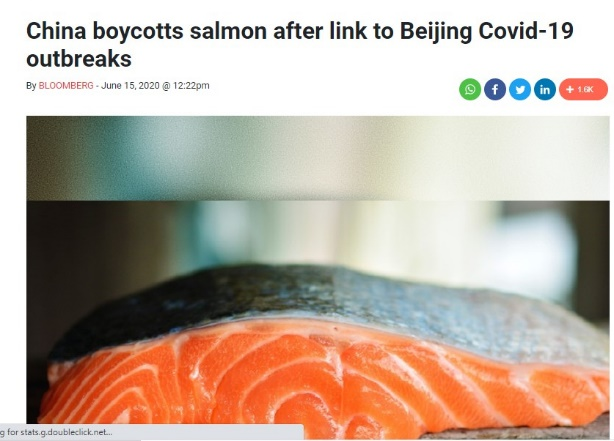 China boycotts salmon after link to Beijing Covid-19
outbreaks
By BLOOMBERG - June 15, 2020 @ 12:22pm
+ 1.6K
g for stats.g.doubleclick.net...